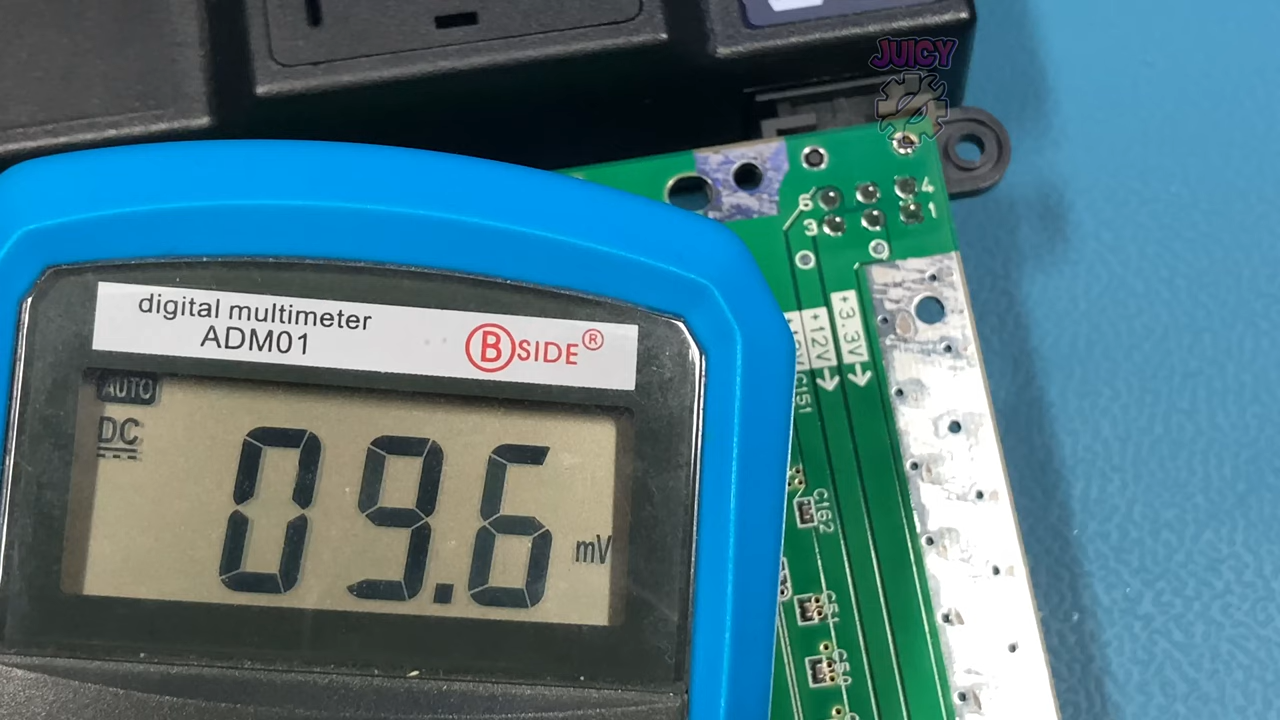 JUICY
digital multimeter
ADM01
BSIDE®
AUTO
DC
09.6
mV
6
4
3
1
+12V
+3.3V
C151
C162
C51
C50